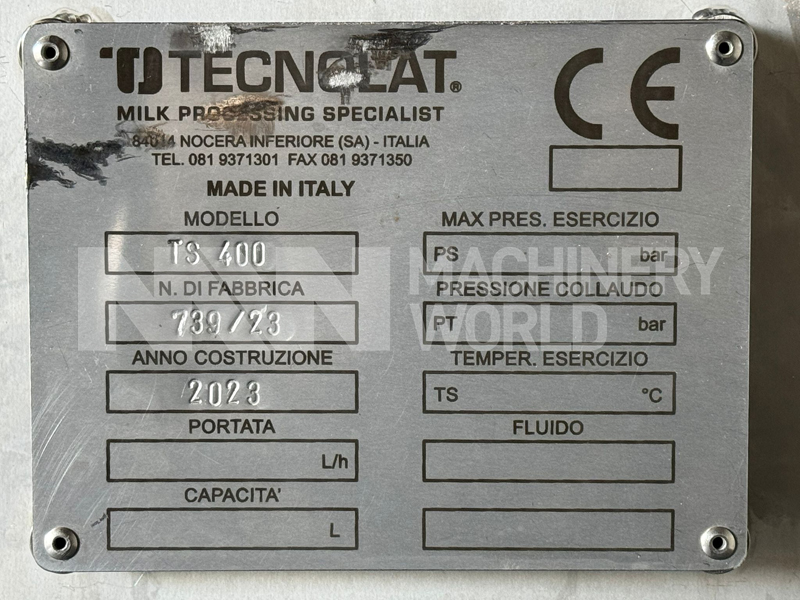 TECNOLAT®
MILK PROCESSING SPECIALIST
84014 NOCERA INFERIORE (SA) - ITALIA
TEL. 081 9371301 FAX 081 9371350
MADE IN ITALY
CE
MODELLO
TS 400
N. DI FABBRICA
739/23
ANNO COSTRUZIONE
2023
PORTATA
L/h
CAPACITA'
L
MAX PRES. ESERCIZIO
PS bar
PRESSIONE COLLAUDO
PT bar
TEMPER. ESERCIZIO
TS °C
FLUIDO
MACHINERY
WORLD